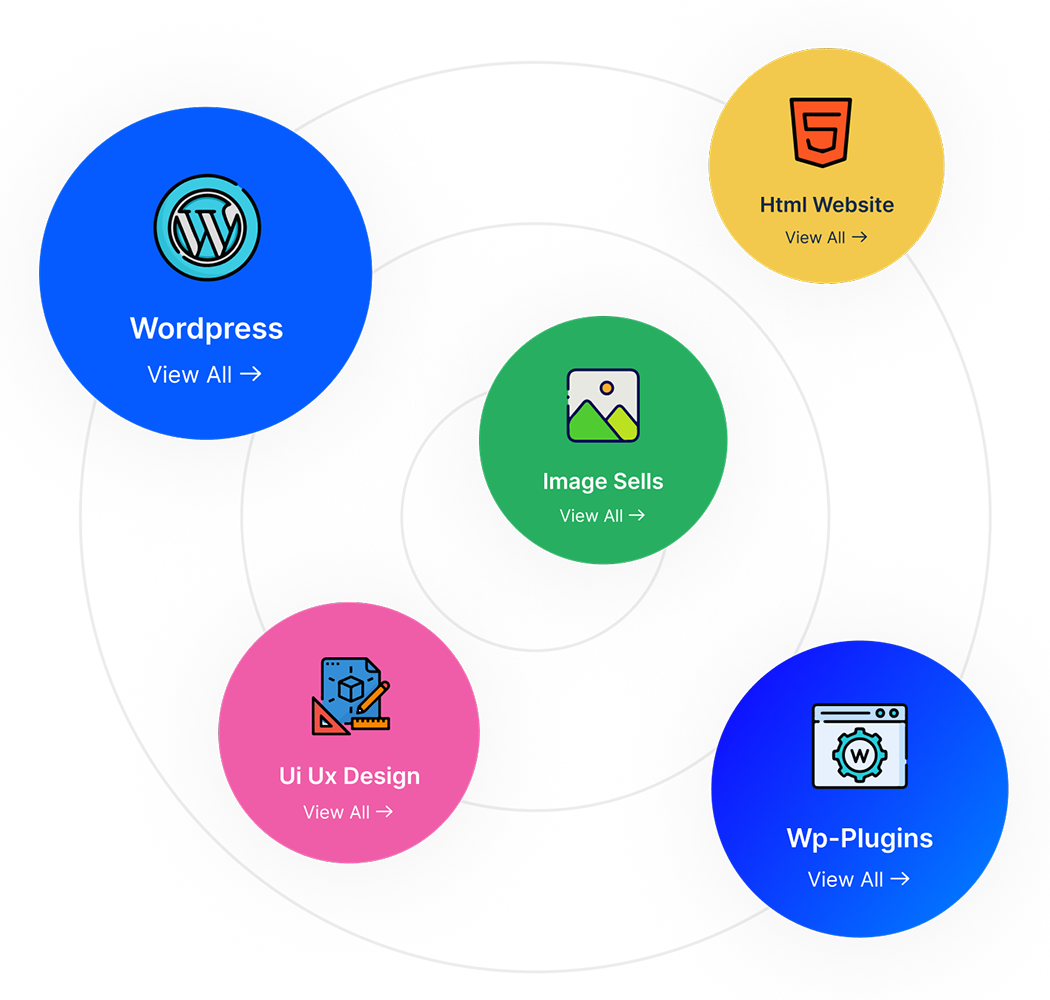 Html Website
View All →
Wordpress
View All →
Image Sells
View All →
Ui Ux Design
View All →
W
Wp-Plugins
View All →